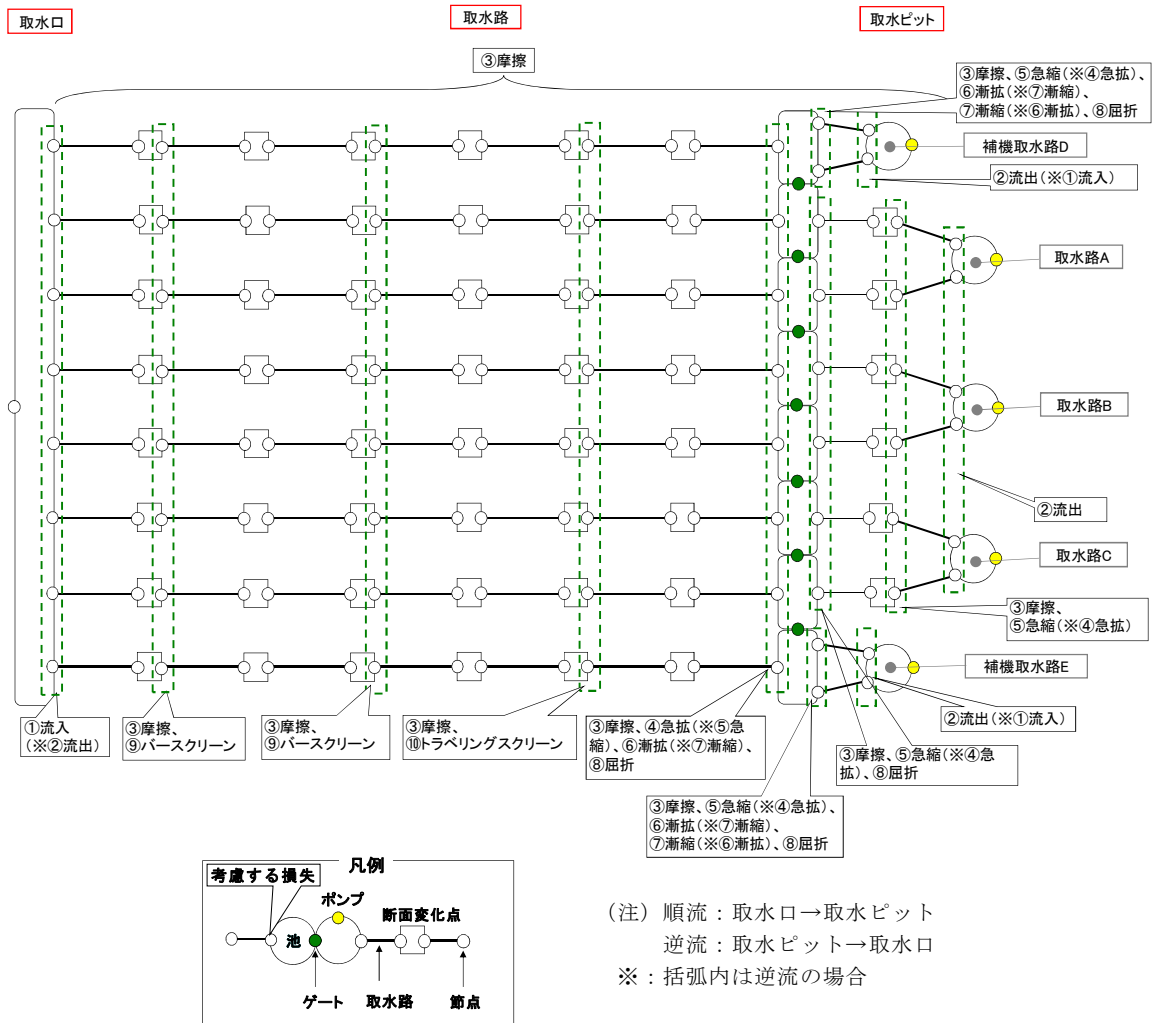 取水口
取水路
取水ピット
③摩擦
③摩擦、⑤急縮(※④急拡)、
⑥漸拡(※⑦漸縮)、
⑦漸縮(※⑥漸拡)、⑧屈折
補機取水路D
②流出(※①流入)
取水路A
取水路B
②流出
取水路C
③摩擦、
⑤急縮(※④急拡)
補機取水路E
②流出(※①流入)
①流入
(※②流出)
③摩擦、
⑨バースクリーン
③摩擦、
⑨バースクリーン
③摩擦、
⑩トラベリングスクリーン
③摩擦、④急拡(※⑤急
縮)、⑥漸拡(※⑦漸縮)、
⑧屈折
③摩擦、⑤急縮(※④急
拡)、⑧屈折
③摩擦、⑤急縮(※④急拡)、
⑥漸拡(※⑦漸縮)、
⑦漸縮(※⑥漸拡)、⑧屈折
凡例
考慮する損失
ポンプ
断面変化点
池
ゲート
取水路
節点
(注) 順流:取水口→取水ピット
逆流:取水ピット→取水口
※:括弧内は逆流の場合